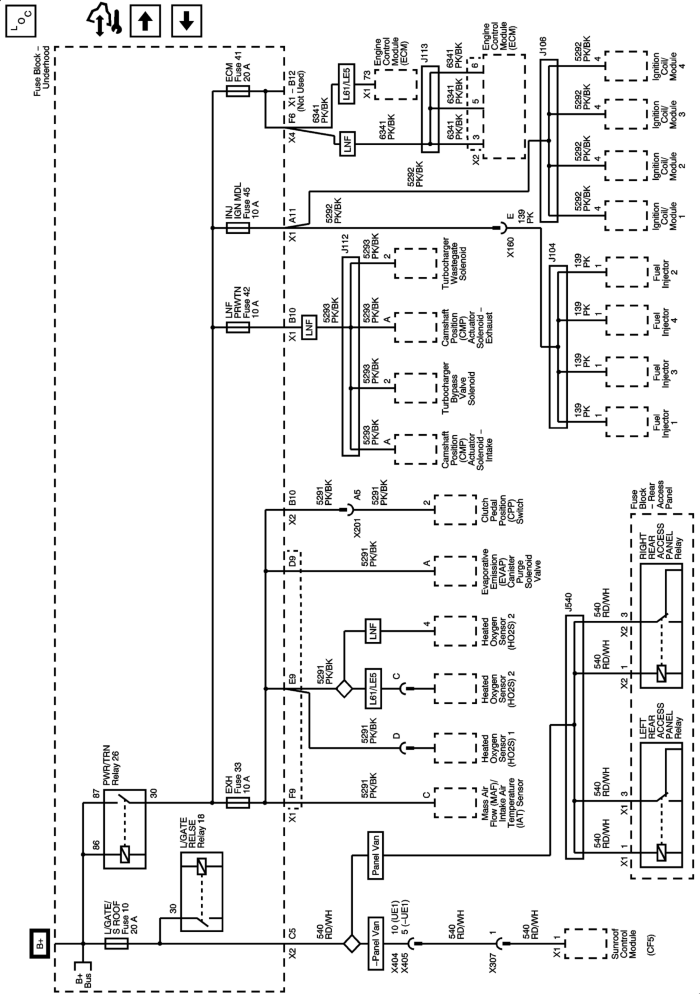 L
O
C
Fuse Block –
Underhood
B+
B+
Bus
L/GATE/
S ROOF
Fuse 10
20 A
86
87
PWR/TRN
Relay 26
30
L/GATE
RELSE
Relay 18
30
EXH
Fuse 33
10 A
LNF
PRWTN
Fuse 42
10 A
INJ
IGN MDL
Fuse 45
10 A
ECM
Fuse 41
20 A
X2
C5
X1
F9
E9
D9
X2
B10
X1
B10
X1
A11
X4
F6
X1 – B12
(Not Used)
540
RD/WH
Panel Van
–Panel Van
X404
X405
10 (UE1)
5 (–UE1)
540
RD/WH
X307
1
540
RD/WH
X1
1
Sunroof
Control
Module
(CF5)
5291
PK/BK
C
Mass Air
Flow (MAF)/
Intake Air
Temperature
(IAT) Sensor
5291
PK/BK
D
Heated
Oxygen
Sensor
(HO2S) 1
5291
PK/BK
L61/LE5
C
Heated
Oxygen
Sensor
(HO2S) 2
LNF
4
Heated
Oxygen
Sensor
(HO2S) 2
5291
PK/BK
A
Evaporative
Emission
(EVAP)
Canister
Purge
Solenoid
Valve
5291
PK/BK
X201
A5
5291
PK/BK
2
Clutch
Pedal
Position
(CPP)
Switch
LNF
J112
5293
PK/BK
A
Camshaft
Position
(CMP)
Actuator
Solenoid –
Intake
5293
PK/BK
2
Turbocharger
Bypass
Valve
Solenoid
5293
PK/BK
A
Camshaft
Position
(CMP)
Actuator
Solenoid –
Exhaust
5293
PK/BK
2
Turbocharger
Wastegate
Solenoid
5293
PK/BK
5292
PK/BK
5292
PK/BK
X160
E
139
PK
6341
PK/BK
L61/LE5
X1
73
Engine
Control
Module
(ECM)
6341
PK/BK
LNF
6341
PK/BK
J113
6341
PK/BK
X2
3
6341
PK/BK
5
6341
PK/BK
6
Engine
Control
Module
(ECM)
J106
5292
PK/BK
4
Ignition
Coil/
Module
1
5292
PK/BK
4
Ignition
Coil/
Module
2
5292
PK/BK
4
Ignition
Coil/
Module
3
5292
PK/BK
4
Ignition
Coil/
Module
4
J104
139
PK
1
Fuel
Injector
1
139
PK
1
Fuel
Injector
3
139
PK
1
Fuel
Injector
4
139
PK
1
Fuel
Injector
2
J540
540
RD/WH
X1
1
540
RD/WH
X1
3
LEFT
REAR
ACCESS
PANEL
Relay
540
RD/WH
X2
1
540
RD/WH
X2
3
RIGHT
REAR
ACCESS
PANEL
Relay
Fuse
Block
– Rear
Access
Panel